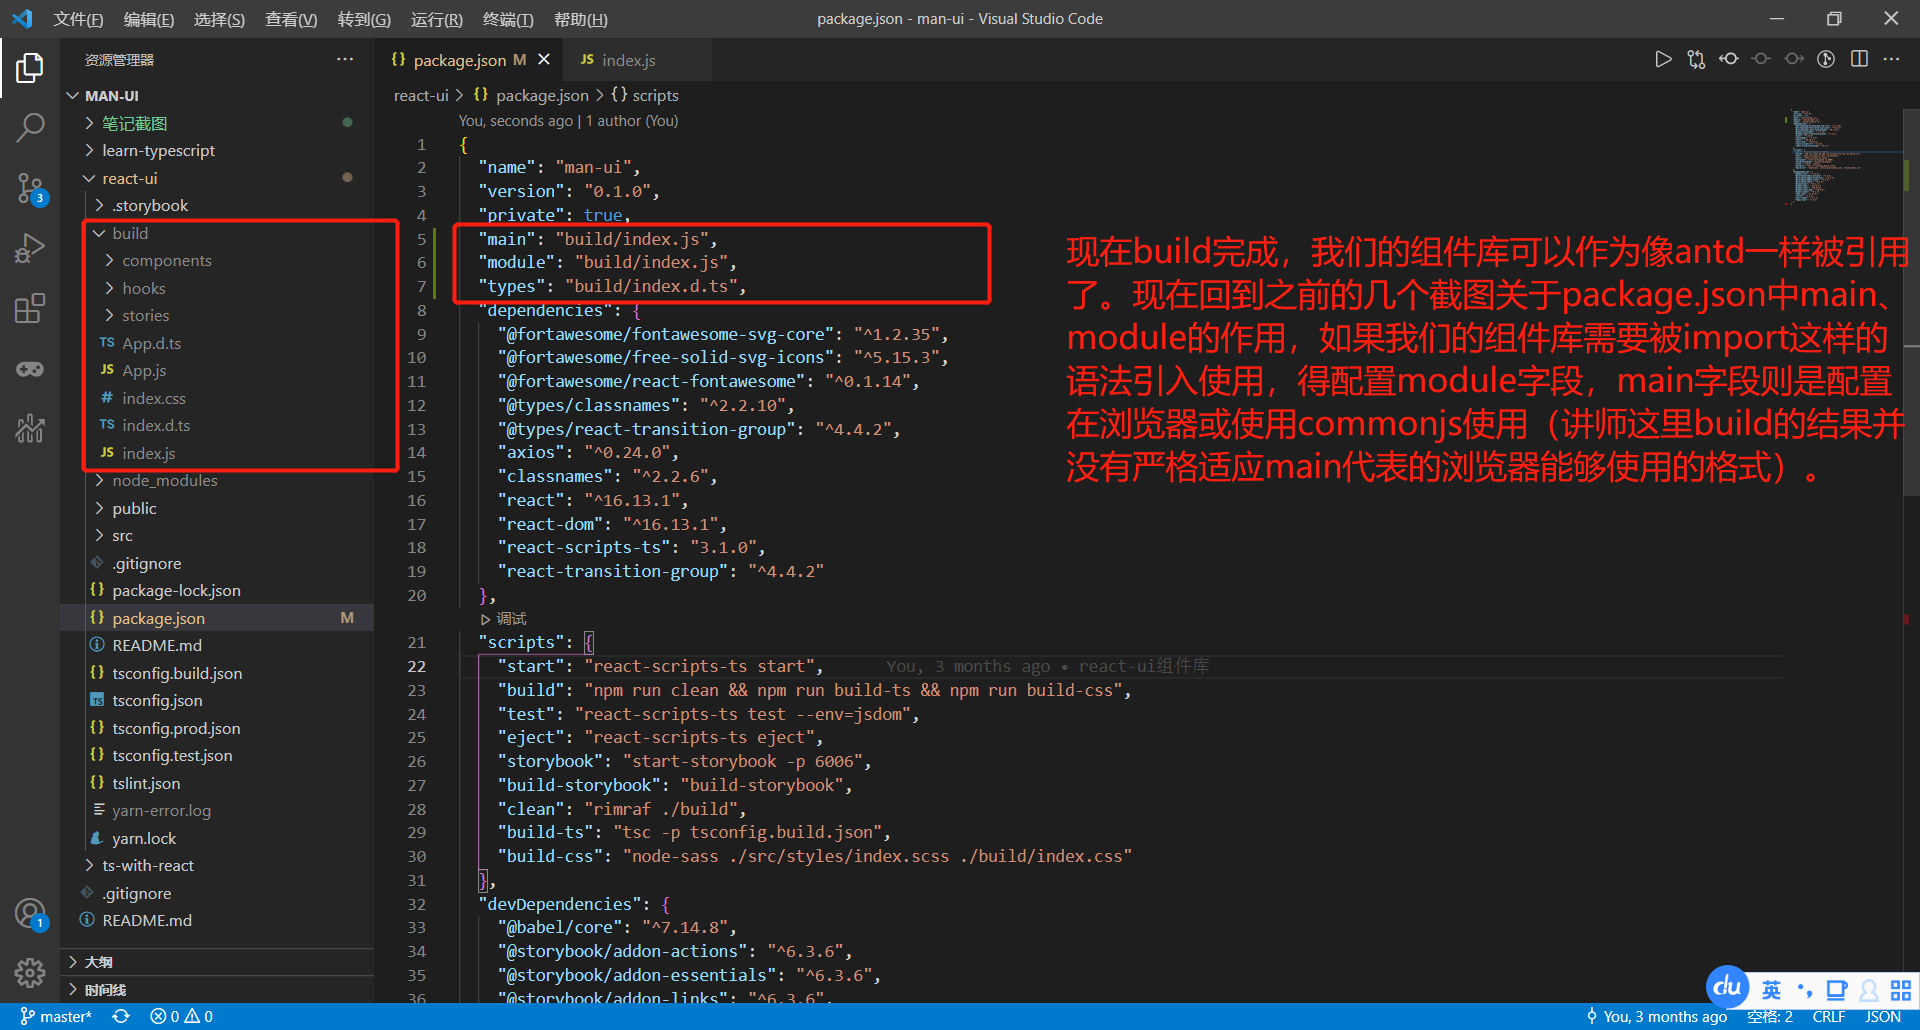 文件(F) 编辑(E) 选择(S) 查看(V) 转到(G) 运行(R) 终端(T) 帮助(H)
package.json - man-ui - Visual Studio Code
资源管理器
MAN-UI
笔记截图
learn-typescript
react-ui
.storybook
build
components
hooks
stories
TS App.d.ts
JS App.js
# index.css
TS index.d.ts
JS index.js
node_modules
public
src
.gitignore
{} package-lock.json
{} package.json M
README.md
{} tsconfig.build.json
TS tsconfig.json
{} tsconfig.prod.json
{} tsconfig.test.json
{} tslint.json
yarn-error.log
yarn.lock
ts-with-react
.gitignore
README.md
大纲
时间线
3
1
{} package.json M
JS index.js
react-ui > {} package.json > {} scripts
You, seconds ago | 1 author (You)
1 {
2 "name": "man-ui",
3 "version": "0.1.0",
4 "private": true,
5 "main": "build/index.js",
6 "module": "build/index.js",
7 "types": "build/index.d.ts",
8 "dependencies": {
9 "@fortawesome/fontawesome-svg-core": "^1.2.35",
10 "@fortawesome/free-solid-svg-icons": "^5.15.3",
11 "@fortawesome/react-fontawesome": "^0.1.14",
12 "@types/classnames": "^2.2.10",
13 "@types/react-transition-group": "^4.4.2",
14 "axios": "^0.24.0",
15 "classnames": "^2.2.6",
16 "react": "^16.13.1",
17 "react-dom": "^16.13.1",
18 "react-scripts-ts": "3.1.0",
19 "react-transition-group": "^4.4.2"
20 },
调试
21 "scripts": {
22 "start": "react-scripts-ts start", You, 3 months ago • react-ui组件库
23 "build": "npm run clean && npm run build-ts && npm run build-css",
24 "test": "react-scripts-ts test --env=jsdom",
25 "eject": "react-scripts-ts eject",
26 "storybook": "start-storybook -p 6006",
27 "build-storybook": "build-storybook",
28 "clean": "rimraf ./build",
29 "build-ts": "tsc -p tsconfig.build.json",
30 "build-css": "node-sass ./src/styles/index.scss ./build/index.css"
31 },
32 "devDependencies": {
33 "@babel/core": "^7.14.8",
34 "@storybook/addon-actions": "^6.3.6",
35 "@storybook/addon-essentials": "^6.3.6",
36 "@storybook/addon-links": "^6.3.6",
现在build完成，我们的组件库可以作为像antd一样被引用
了。现在回到之前的几个截图关于package.json中main、
module的作用，如果我们的组件库需要被import这样的
语法引入使用，得配置module字段，main字段则是配置
在浏览器或使用commonjs使用（讲师这里build的结果并
没有严格适应main代表的浏览器能够使用的格式）。
du 英
master* 0 0
You, 3 months ago 空格: 2 CRLF JSON